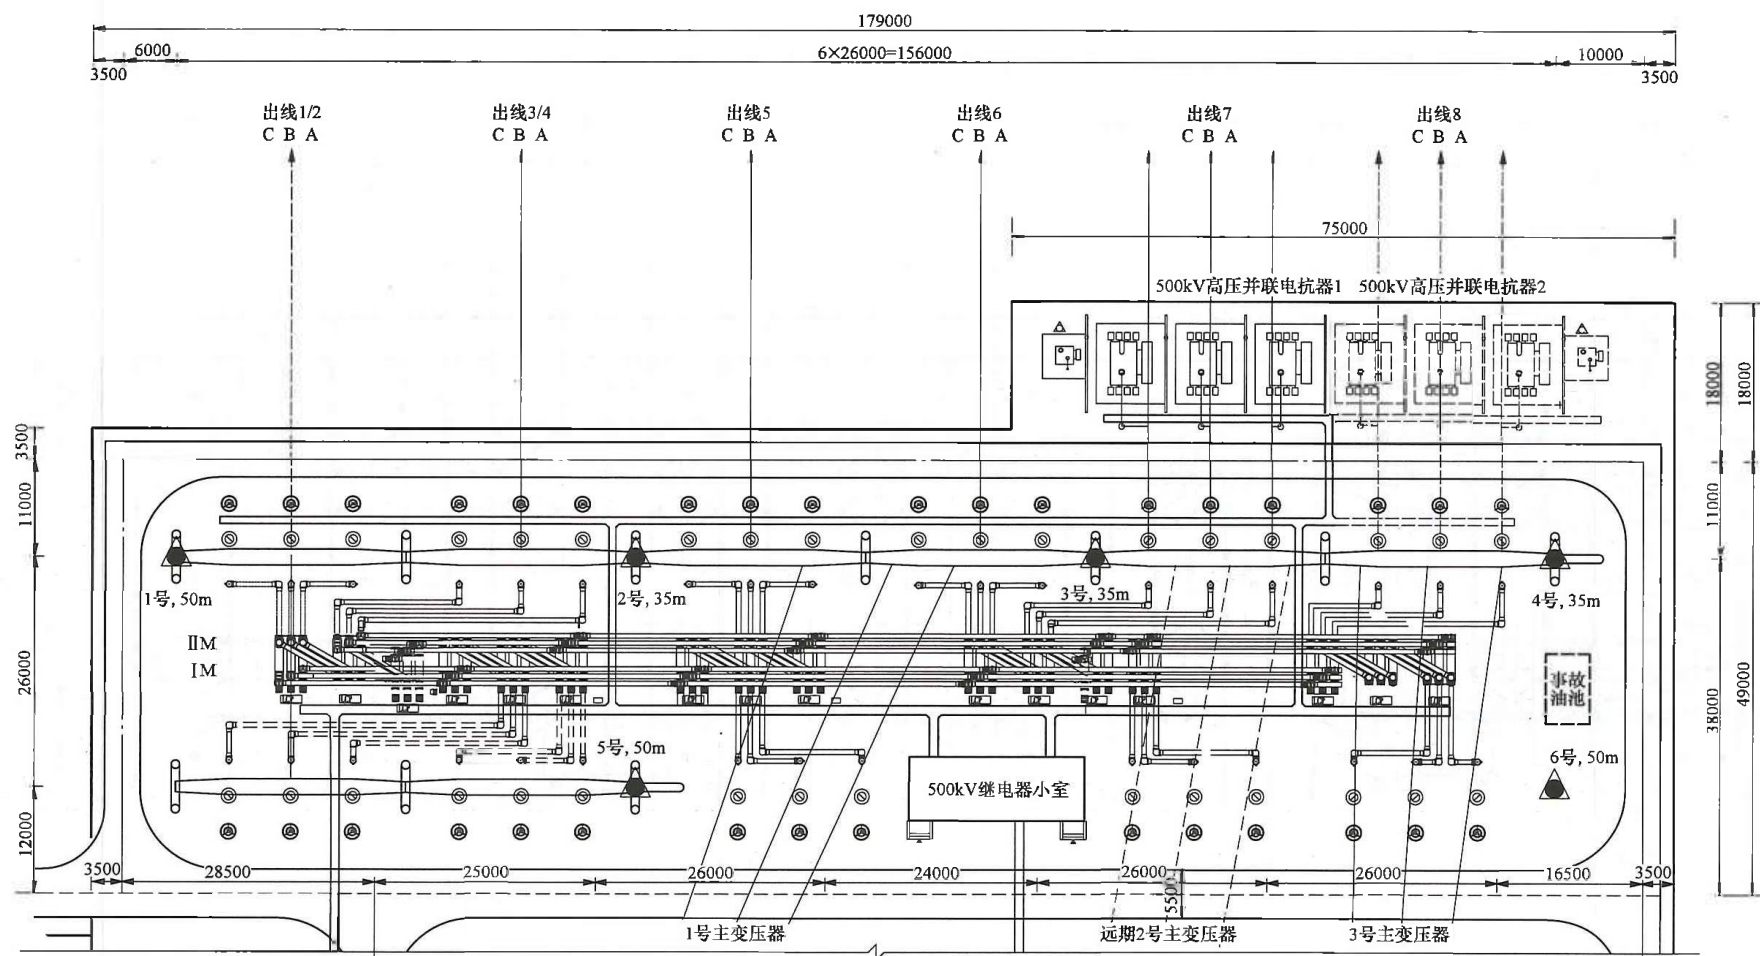 179000
6000
6×26000=156000
10000
3500
3500
出线1/2
出线3/4
出线5
出线6
出线7
出线8
C B A
C B A
C B A
C B A
C B A
C B A
75000
500kV高压并联电抗器1
500kV高压并联电抗器2
18000
18000
3500
11000
11000
1号, 50m
2号, 35m
3号, 35m
4号, 35m
ⅡM
ⅠM
26000
事故
油池
49000
38000
5号, 50m
6号, 50m
500kV继电器小室
12000
3500
28500
25000
26000
24000
26000
26000
16500
3500
5500
1号主变压器
远期2号主变压器
3号主变压器